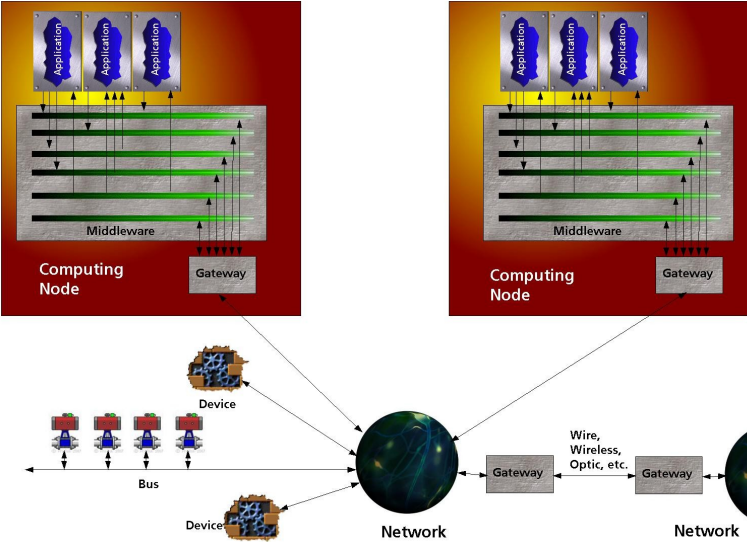 Application
Application
Application
Application
Application
Application
Middleware
Middleware
Computing
Node
Gateway
Computing
Node
Gateway
Device
Wire,
Wireless,
Optic, etc.
Gateway
Gateway
Bus
Device
Network
Network